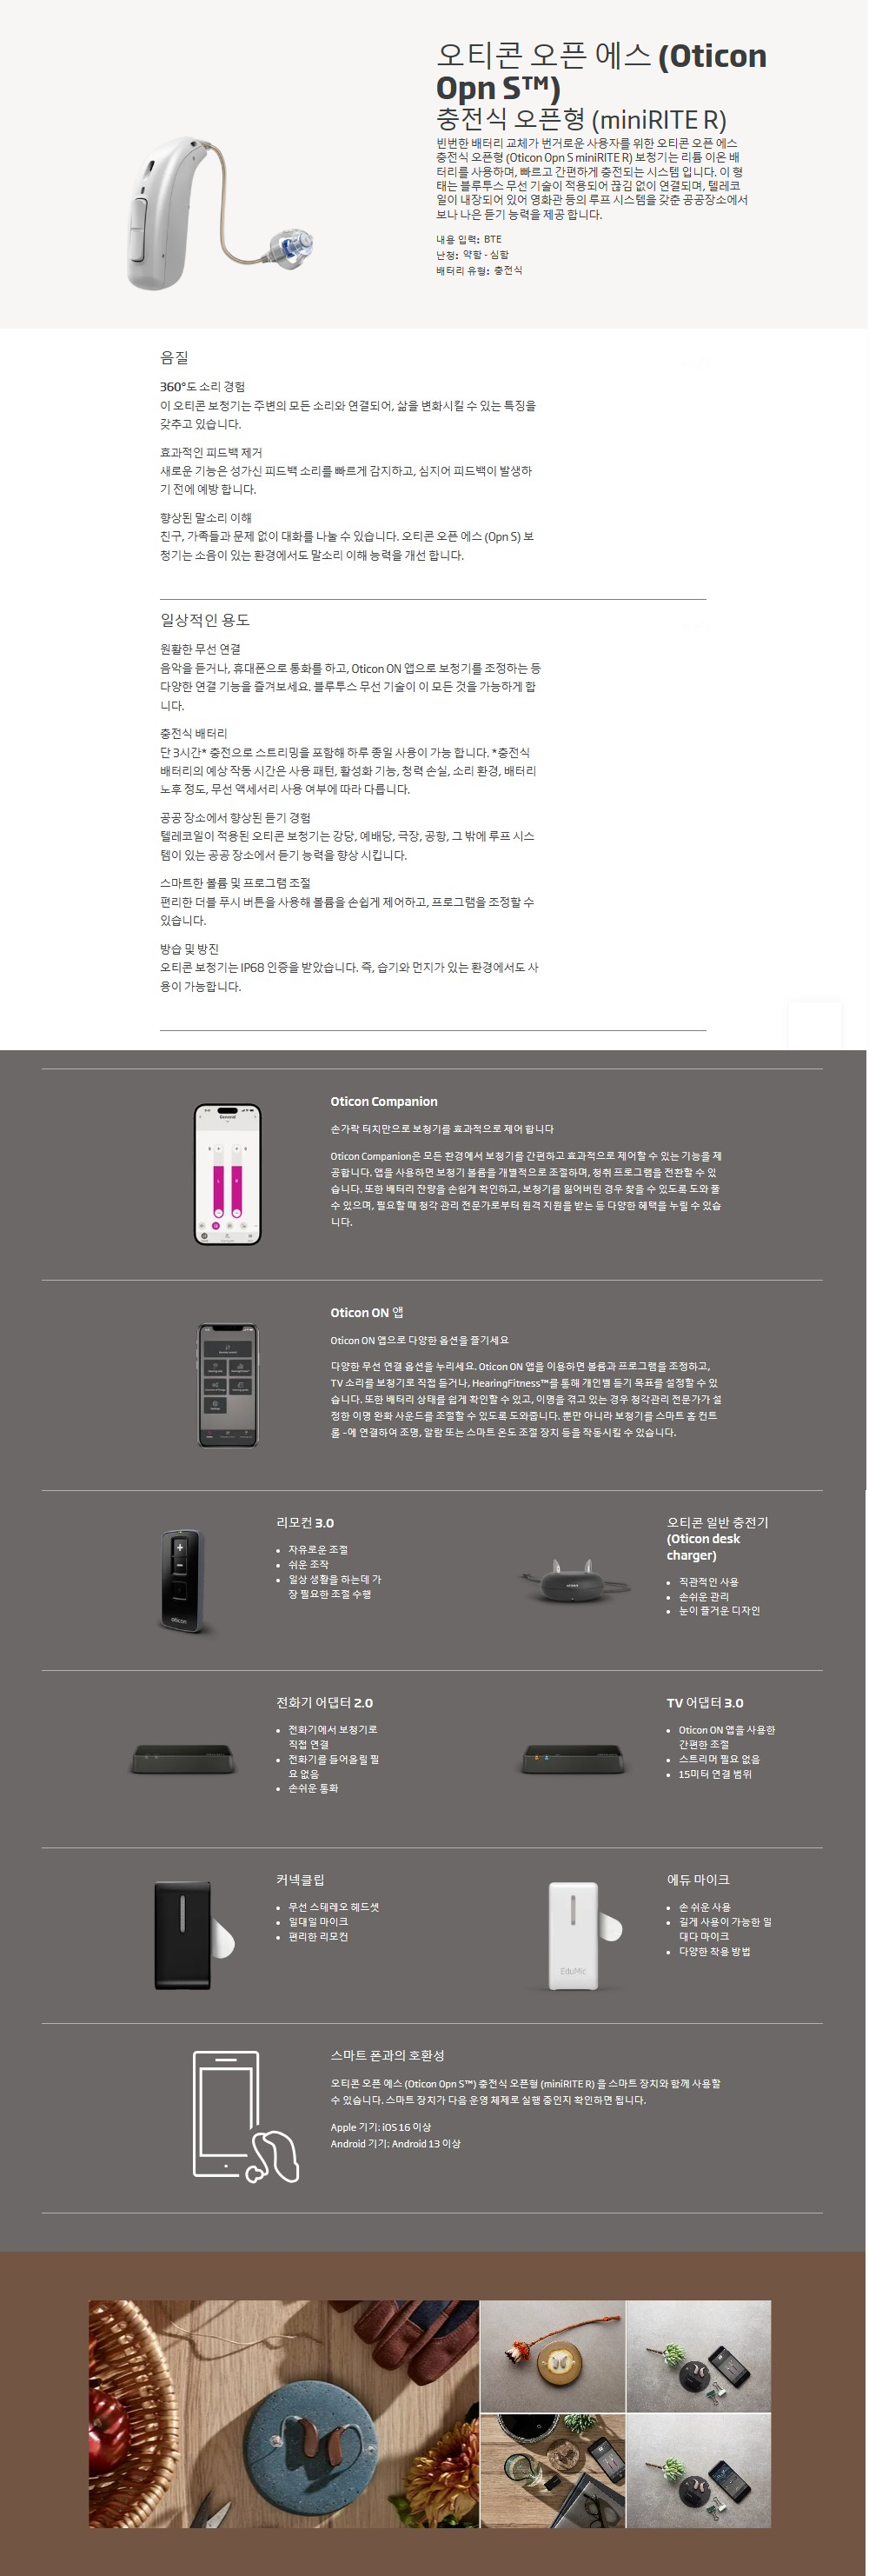 오티콘 오픈 에스 (Oticon
Opn S™)
충전식 오픈형 (miniRITE R)
빈번한 배터리 교체가 번거로운 사용자를 위한 오티콘 오픈 에스
충전식 오픈형 (Oticon Opn S miniRITE R) 보청기는 리튬 이온 배
터리를 사용하며, 빠르고 간편하게 충전되는 시스템 입니다. 이 형
태는 블루투스 무선 기술이 적용되어 끊김 없이 연결되며, 텔레코
일이 내장되어 있어 영화관 등의 루프 시스템을 갖춘 공공장소에서
보나 나은 듣기 능력을 제공 합니다.
내용 입력: BTE
난청: 약함 - 심함
배터리 유형: 충전식
음질
360°도 소리 경험
이 오티콘 보청기는 주변의 모든 소리와 연결되어, 삶을 변화시킬 수 있는 특징을
갖추고 있습니다.
효과적인 피드백 제거
새로운 기능은 성가신 피드백 소리를 빠르게 감지하고, 심지어 피드백이 발생하
기 전에 예방 합니다.
향상된 말소리 이해
친구, 가족들과 문제 없이 대화를 나눌 수 있습니다. 오티콘 오픈 에스 (Opn S) 보
청기는 소음이 있는 환경에서도 말소리 이해 능력을 개선 합니다.
일상적인 용도
원활한 무선 연결
음악을 듣거나, 휴대폰으로 통화를 하고, Oticon ON 앱으로 보청기를 조정하는 등
다양한 연결 기능을 즐겨보세요. 블루투스 무선 기술이 이 모든 것을 가능하게 합
니다.
충전식 배터리
단 3시간* 충전으로 스트리밍을 포함해 하루 종일 사용이 가능 합니다. *충전식
배터리의 예상 작동 시간은 사용 패턴, 활성화 기능, 청력 손실, 소리 환경, 배터리
노후 정도, 무선 액세서리 사용 여부에 따라 다릅니다.
공공 장소에서 향상된 듣기 경험
텔레코일이 적용된 오티콘 보청기는 강당, 예배당, 극장, 공항, 그 밖에 루프 시스
템이 있는 공공 장소에서 듣기 능력을 향상 시킵니다.
스마트한 볼륨 및 프로그램 조절
편리한 더블 푸시 버튼을 사용해 볼륨을 손쉽게 제어하고, 프로그램을 조정할 수
있습니다.
방습 및 방진
오티콘 보청기는 IP68 인증을 받았습니다. 즉, 습기와 먼지가 있는 환경에서도 사
용이 가능합니다.
Oticon Companion
손가락 터치만으로 보청기를 효과적으로 제어 합니다
Oticon Companion은 모든 환경에서 보청기를 간편하고 효과적으로 제어할 수 있는 기능을 제
공합니다. 앱을 사용하면 보청기 볼륨을 개별적으로 조절하며, 청취 프로그램을 전환할 수 있
습니다. 또한 배터리 잔량을 손쉽게 확인하고, 보청기를 잃어버린 경우 찾을 수 있도록 도와 줄
수 있으며, 필요할 때 청각 관리 전문가로부터 원격 지원을 받는 등 다양한 혜택을 누릴 수 있습
니다.
General
L R
Oticon ON 앱
Oticon ON 앱으로 다양한 옵션을 즐기세요
다양한 무선 연결 옵션을 누리세요. Oticon ON 앱을 이용하면 볼륨과 프로그램을 조정하고,
TV 소리를 보청기로 직접 듣거나, HearingFitness™를 통해 개인별 듣기 목표를 설정할 수 있
습니다. 또한 배터리 상태를 쉽게 확인할 수 있고, 이명을 겪고 있는 경우 청각관리 전문가가 설
정한 이명 완화 사운드를 조절할 수 있도록 도와줍니다. 뿐만 아니라 보청기를 스마트 홈 컨트
롤 -에 연결하여 조명, 알람 또는 스마트 온도 조절 장치 등을 작동시킬 수 있습니다.
리모컨 3.0
• 자유로운 조절
• 쉬운 조작
• 일상 생활을 하는데 가
장 필요한 조절 수행
oticon
오티콘 일반 충전기
(Oticon desk
charger)
• 직관적인 사용
• 손쉬운 관리
• 눈이 즐거운 디자인
전화기 어댑터 2.0
• 전화기에서 보청기로
직접 연결
• 전화기를 들어올릴 필
요 없음
• 손쉬운 통화
TV 어댑터 3.0
• Oticon ON 앱을 사용한
간편한 조절
• 스트리머 필요 없음
• 15미터 연결 범위
커넥클립
• 무선 스테레오 헤드셋
• 일대일 마이크
• 편리한 리모컨
에듀 마이크
• 손 쉬운 사용
• 길게 사용이 가능한 일
대다 마이크
• 다양한 착용 방법
EduMic
스마트 폰과의 호환성
오티콘 오픈 에스 (Oticon Opn S™) 충전식 오픈형 (miniRITE R) 을 스마트 장치와 함께 사용할
수 있습니다. 스마트 장치가 다음 운영 체제로 실행 중인지 확인하면 됩니다.
Apple 기기: iOS 16 이상
Android 기기: Android 13 이상